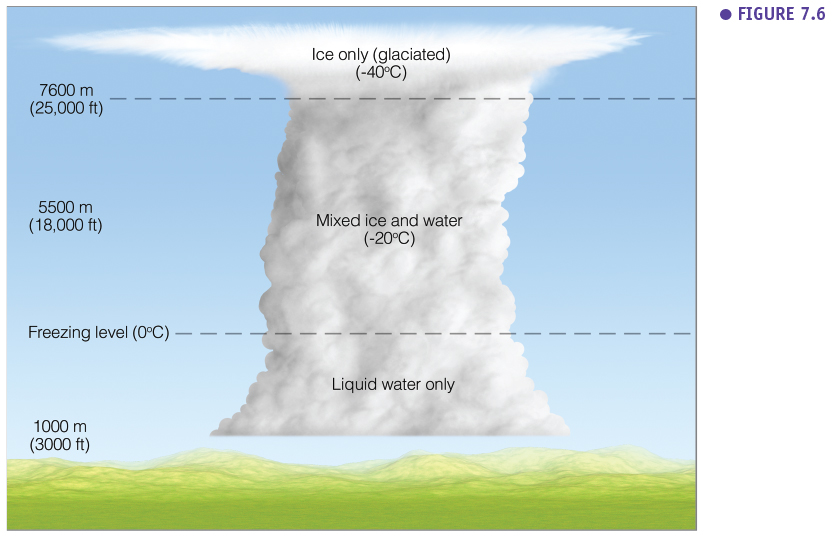 ● FIGURE 7.6
Ice only (glaciated)
(-40°C)
7600 m
(25,000 ft)
5500 m
(18,000 ft)
Mixed ice and water
(-20°C)
Freezing level (0°C)
Liquid water only
1000 m
(3000 ft)